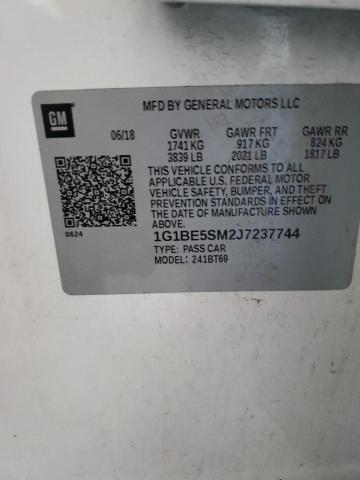 GM
MFD BY GENERAL MOTORS LLC
06/18 GVWR GAWR FRT GAWR RR
1741 KG 917 KG 824 KG
3839 LB 2021 LB 1817 LB
THIS VEHICLE CONFORMS TO ALL
APPLICABLE U.S. FEDERAL MOTOR
VEHICLE SAFETY, BUMPER, AND THEFT
PREVENTION STANDARDS IN EFFECT ON
THE DATE OF MANUFACTURE SHOWN ABOVE.
8624
1G1BE5SM2J7237744
TYPE: PASS CAR
MODEL: 241BT69